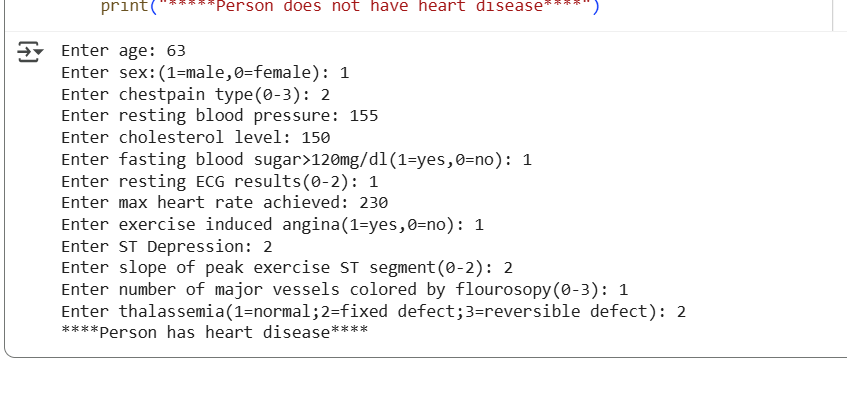 print("*****Person does not have heart disease****")
Enter age: 63
Enter sex:(1=male,0=female): 1
Enter chestpain type(0-3): 2
Enter resting blood pressure: 155
Enter cholesterol level: 150
Enter fasting blood sugar>120mg/dl(1=yes,0=no): 1
Enter resting ECG results(0-2): 1
Enter max heart rate achieved: 230
Enter exercise induced angina(1=yes,0=no): 1
Enter ST Depression: 2
Enter slope of peak exercise ST segment(0-2): 2
Enter number of major vessels colored by flourosopy(0-3): 1
Enter thalassemia(1=normal;2=fixed defect;3=reversible defect): 2
****Person has heart disease****